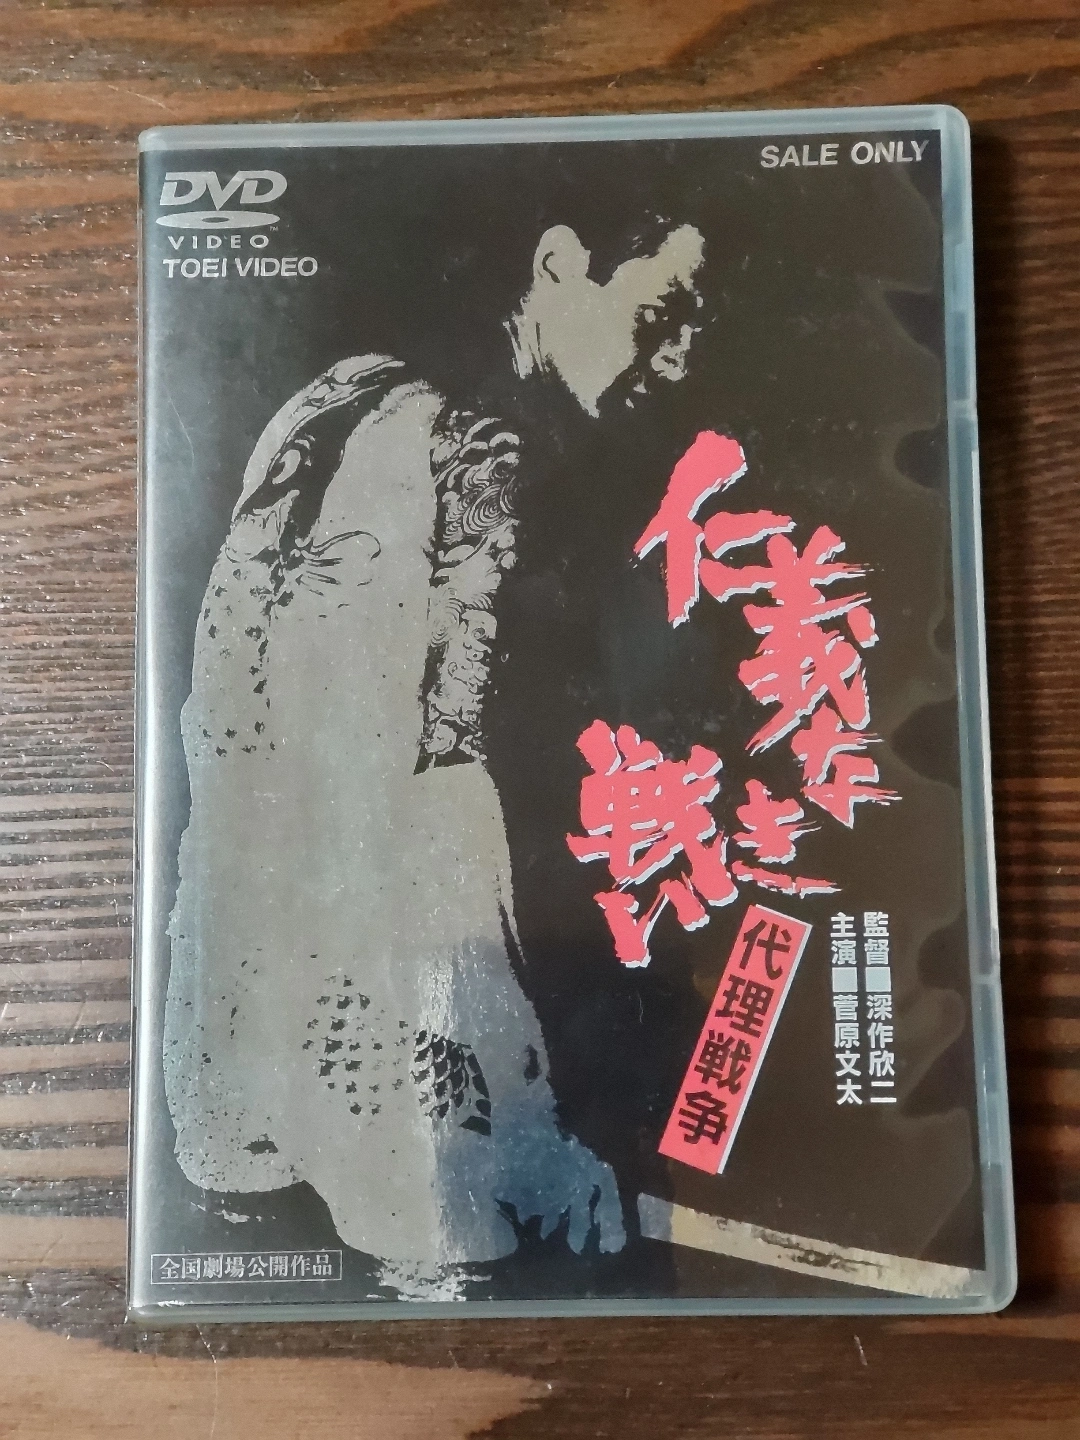 SALE ONLY
DVD
VIDEO™
TOEI VIDEO
仁義なき
戦い
代理戦争
監督■深作欣二
主演■菅原文太
全国劇場公開作品